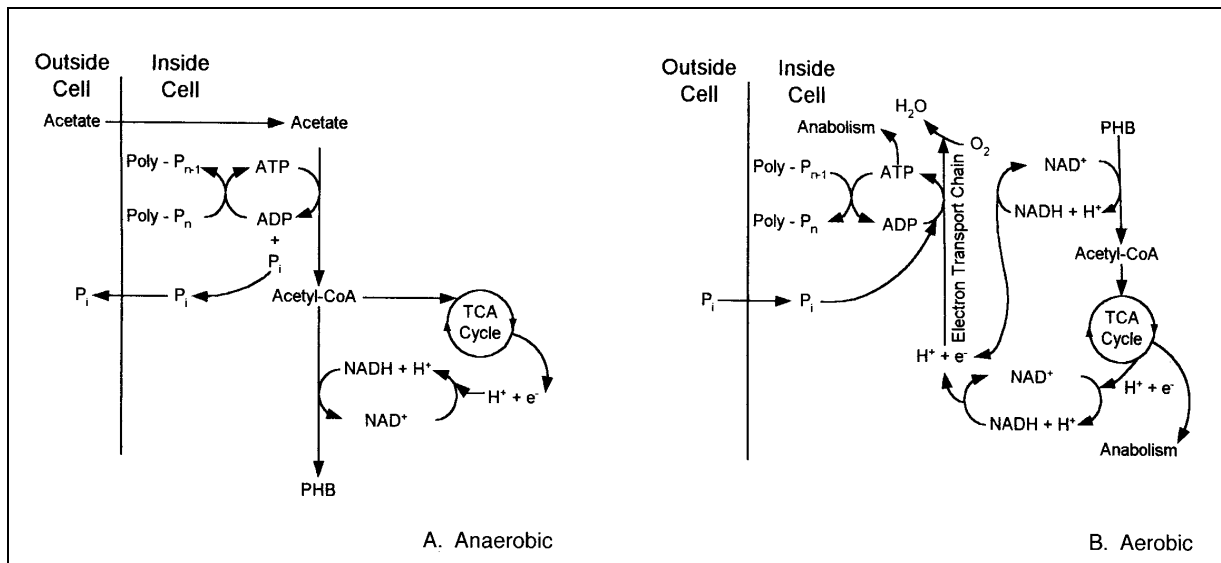 Outside
Cell
Inside
Cell
Acetate
Acetate
Poly - Pn-1
ATP
Poly - Pn
ADP
+
Pi
Pi
Pi
Acetyl-CoA
TCA
Cycle
NADH + H+
H+ + e-
NAD+
PHB
A. Anaerobic
Outside
Cell
Inside
Cell
H2O
Anabolism
O2
PHB
Poly - Pn-1
ATP
NAD+
Poly - Pn
ADP
NADH + H+
Electron Transport Chain
Acetyl-CoA
Pi
Pi
TCA
Cycle
H+ + e-
NAD+
H+ + e-
NADH + H+
Anabolism
B. Aerobic